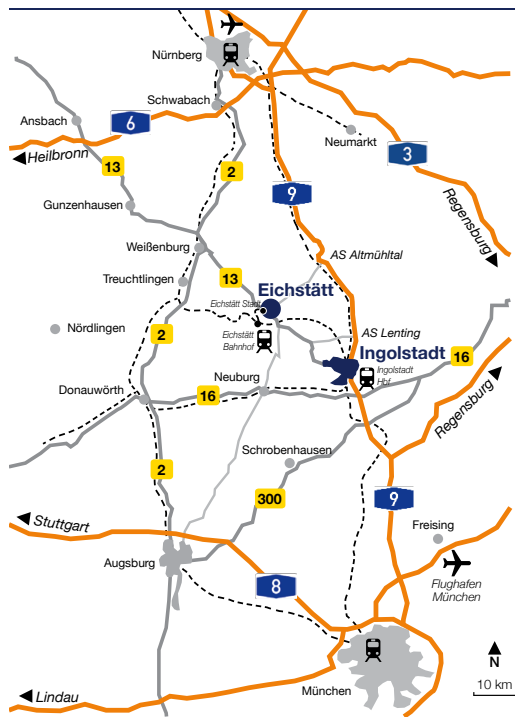 Nürnberg
Schwabach
Ansbach
6
Neumarkt
3
Heilbronn
13
2
9
Gunzenhausen
Regensburg
Weißenburg
AS Altmühltal
Treuchtlingen
13
Eichstätt
Eichstätt Stadt
Nördlingen
2
Eichstätt
Bahnhof
AS Lenting
Ingolstadt
16
Ingolstadt
Hbf
Neuburg
Donauwörth
16
Regensburg
Schrobenhausen
2
300
9
Stuttgart
Freising
Augsburg
8
Flughafen
München
N
10 km
München
Lindau